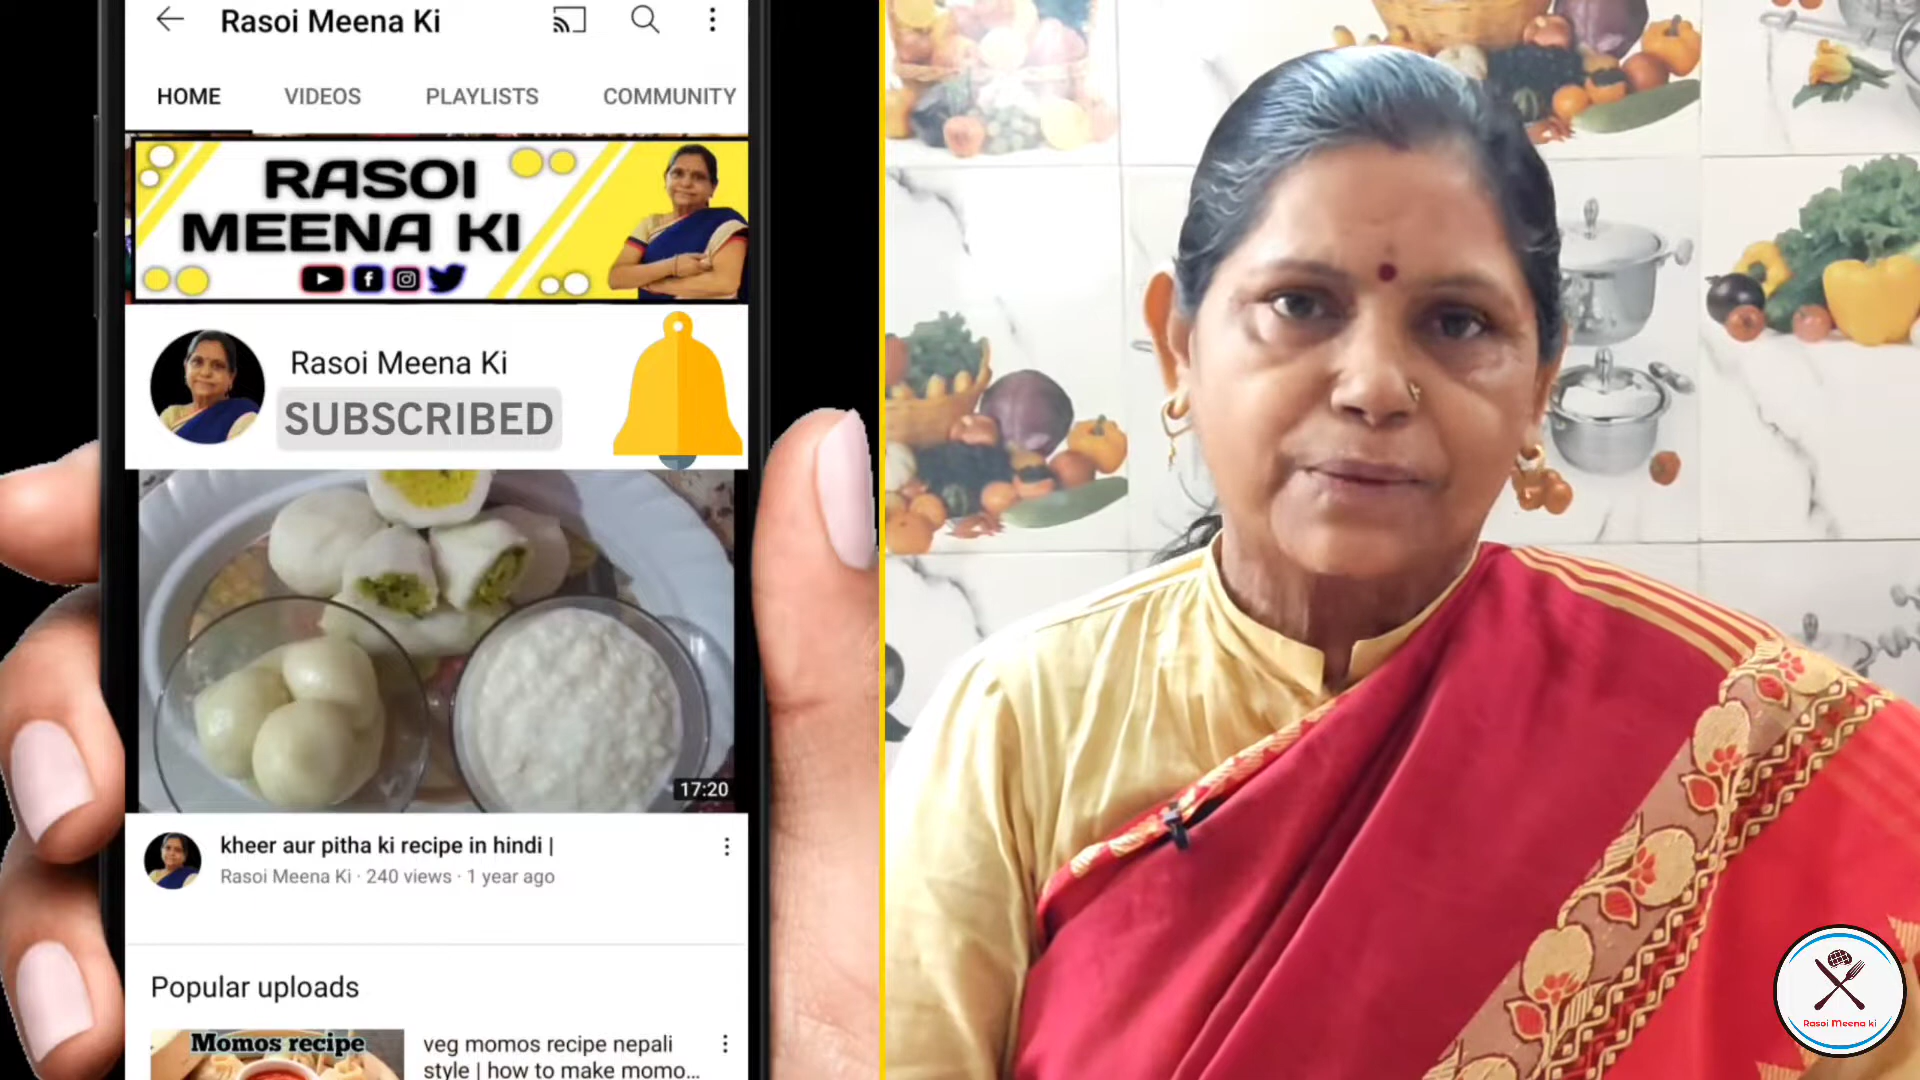 Rasoi Meena Ki
HOME VIDEOS PLAYLISTS COMMUNITY
RASOI
MEENA KI
Rasoi Meena Ki
SUBSCRIBED
17:20
kheer aur pitha ki recipe in hindi |
Rasoi Meena Ki · 240 views · 1 year ago
Popular uploads
Momos recipe
veg momos recipe nepali
style | how to make momo...
Rasoi Meena ki